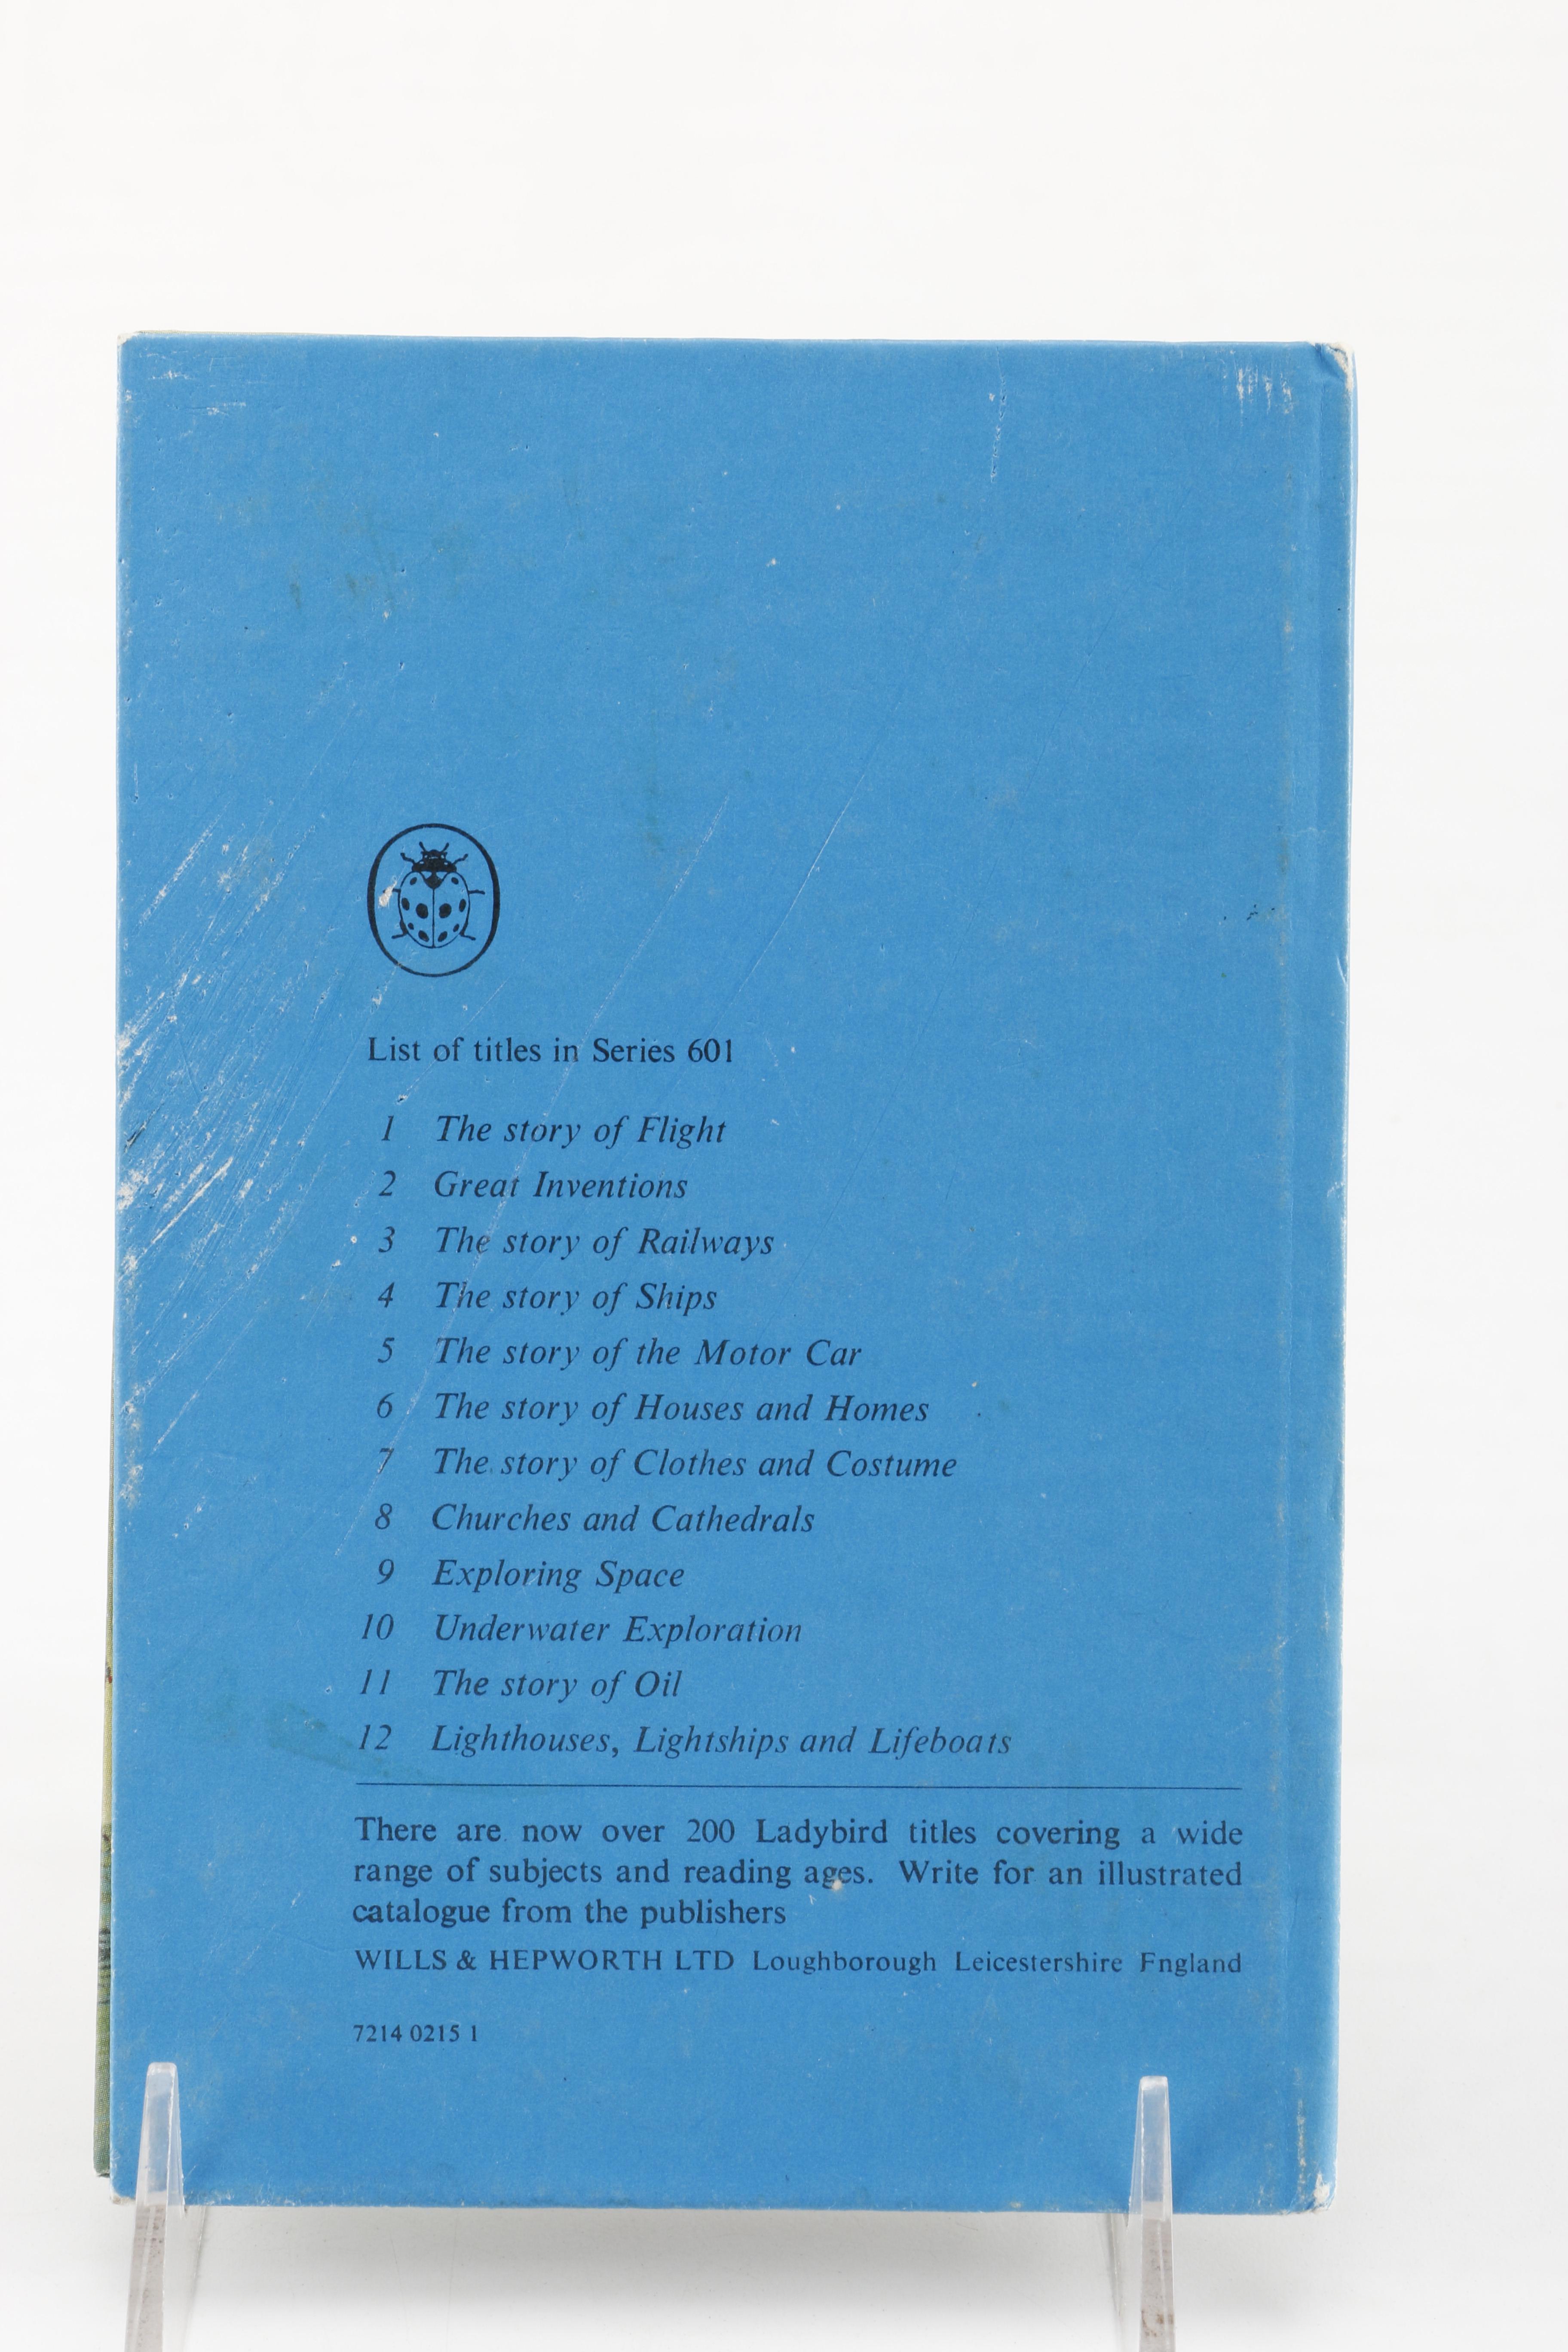 List of titles in Series 601
1 The story of Flight
2 Great Inventions
3 The story of Railways
4 The story of Ships
5 The story of the Motor Car
6 The story of Houses and Homes
7 The story of Clothes and Costume
8 Churches and Cathedrals
9 Exploring Space
10 Underwater Exploration
11 The story of Oil
12 Lighthouses, Lightships and Lifeboats
There are now over 200 Ladybird titles covering a wide
range of subjects and reading ages. Write for an illustrated
catalogue from the publishers
WILLS & HEPWORTH LTD Loughborough Leicestershire England
7214 0215 1